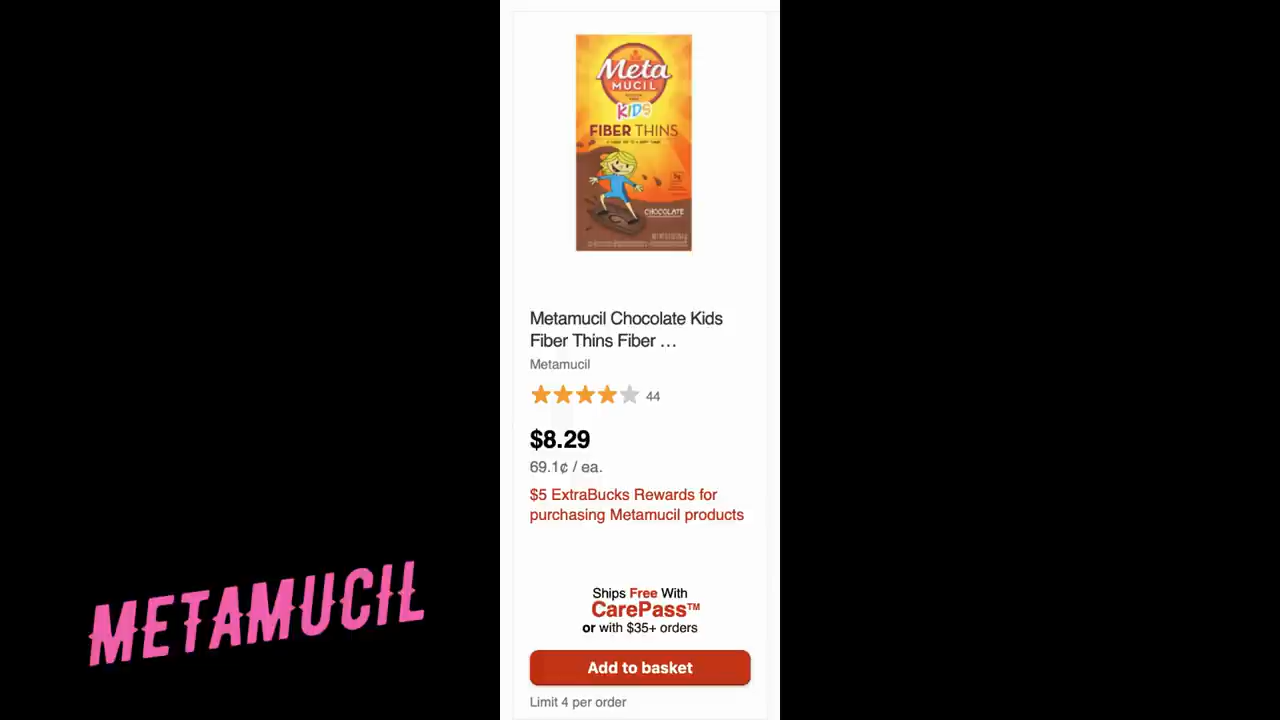 Meta
MUCIL
KIDS
FIBER THINS
5g
CHOCOLATE
Metamucil Chocolate Kids
Fiber Thins Fiber …
Metamucil
44
$8.29
69.1¢ / ea.
$5 ExtraBucks Rewards for
purchasing Metamucil products
Ships Free With
CarePass™
or with $35+ orders
Add to basket
Limit 4 per order
METAMUCIL